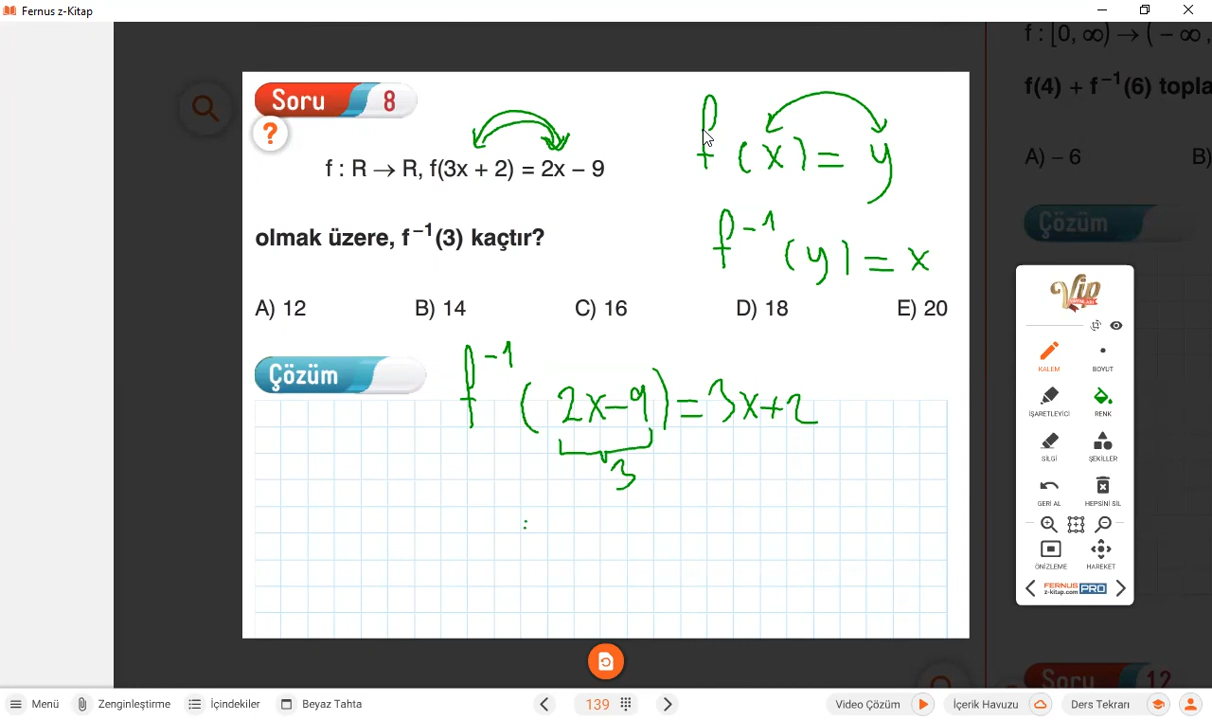 Fernus z-Kitap
f : [0, ∞) → ( – ∞ ,
Soru 8
?
f : R → R, f(3x + 2) = 2x – 9
f (x) = y
f(4) + f⁻¹(6) topla
A) – 6 B)
olmak üzere, f⁻¹(3) kaçtır?
f⁻¹ (y) = x
Çözüm
A) 12 B) 14 C) 16 D) 18 E) 20
Çözüm
f⁻¹ (2x–9) = 3x+2
3
Vip
KALEM BOYUT
İŞARETLEYİCİ RENK
SİLGİ ŞEKİLLER
GERİ AL HEPSİNİ SİL
ÖNİZLEME HAREKET
FERNUS z-kitap.com PRO
Soru 12
Menü Zenginleştirme İçindekiler Beyaz Tahta 139 Video Çözüm İçerik Havuzu Ders Tekrarı